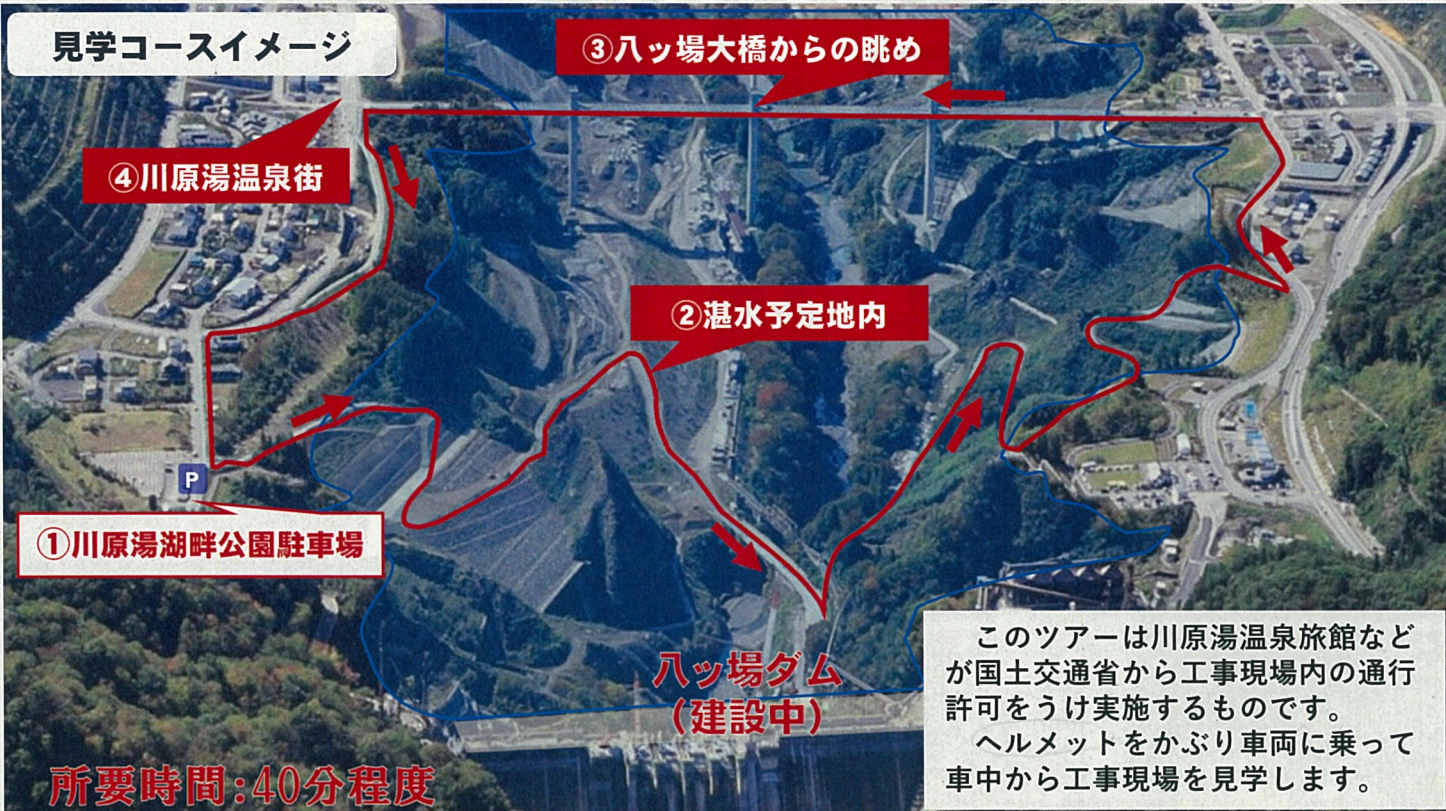 見学コースイメージ
③八ッ場大橋からの眺め
④川原湯温泉街
②湛水予定地内
P
①川原湯湖畔公園駐車場
八ッ場ダム
（建設中）
所要時間：40分程度
このツアーは川原湯温泉旅館など
が国土交通省から工事現場内の通行
許可をうけ実施するものです。
ヘルメットをかぶり車両に乗って
車中から工事現場を見学します。